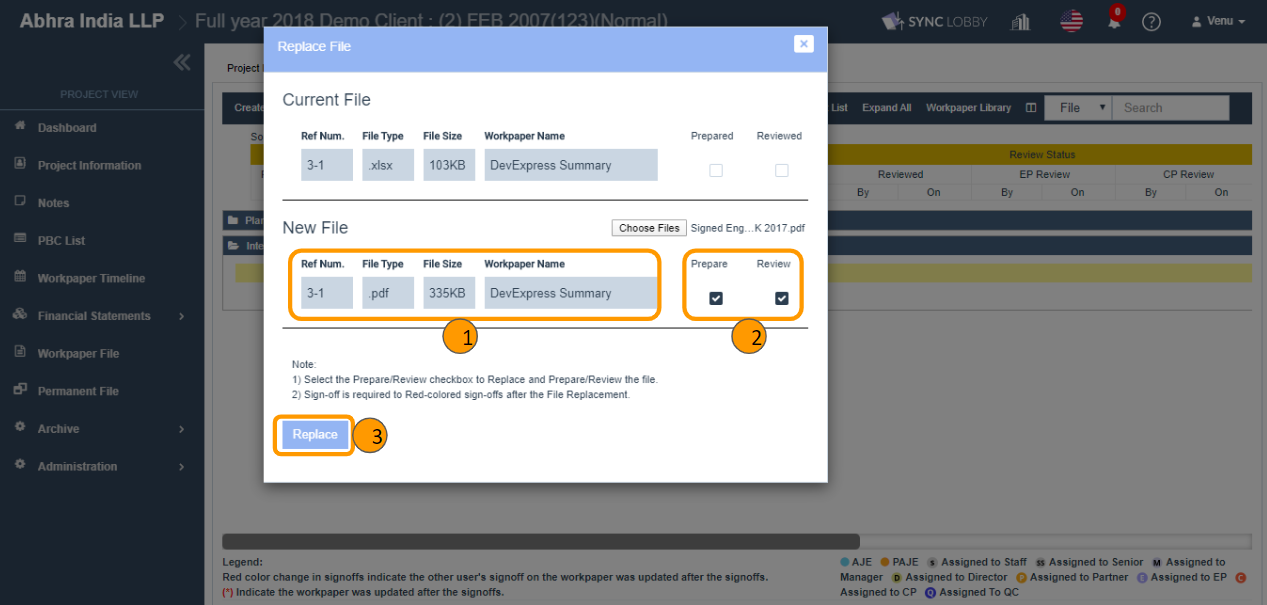 Abhra India LLP > Full year 2018 Demo Client : (2) FEB 2007(123)(Normal)
SYNC LOBBY 0 Venu
Replace File
PROJECT VIEW
Dashboard
Project Information
Notes
PBC List
Workpaper Timeline
Financial Statements
Workpaper File
Permanent File
Archive
Administration
Project
Create
List Expand All Workpaper Library File Search
So
Review Status
Reviewed EP Review CP Review
By On By On By On
Plan
Inte
Current File
Ref Num. File Type File Size Workpaper Name Prepared Reviewed
3-1 .xlsx 103KB DevExpress Summary
New File Choose Files Signed Eng...K 2017.pdf
Ref Num. File Type File Size Workpaper Name Prepare Review
3-1 .pdf 335KB DevExpress Summary
1 2
Note:
1) Select the Prepare/Review checkbox to Replace and Prepare/Review the file.
2) Sign-off is required to Red-colored sign-offs after the File Replacement.
Replace 3
Legend:
Red color change in signoffs indicate the other user's signoff on the workpaper was updated after the signoffs.
(*) Indicate the workpaper was updated after the signoffs.
AJE PAJE S Assigned to Staff SS Assigned to Senior M Assigned to
Manager D Assigned to Director P Assigned to Partner E Assigned to EP C
Assigned to CP Q Assigned To QC